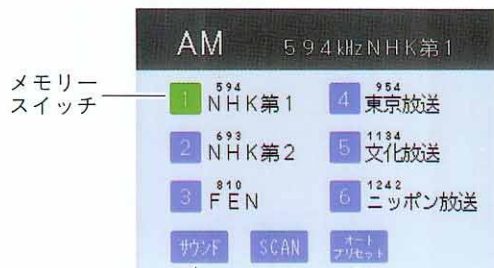 AM 594kHzNHK第1
メモリー
スイッチ
1 594 NHK第1
4 954 東京放送
2 693 NHK第2
5 1134 文化放送
3 810 FEN
6 1242 ニッポン放送
サウンド SCAN オート
プリセット